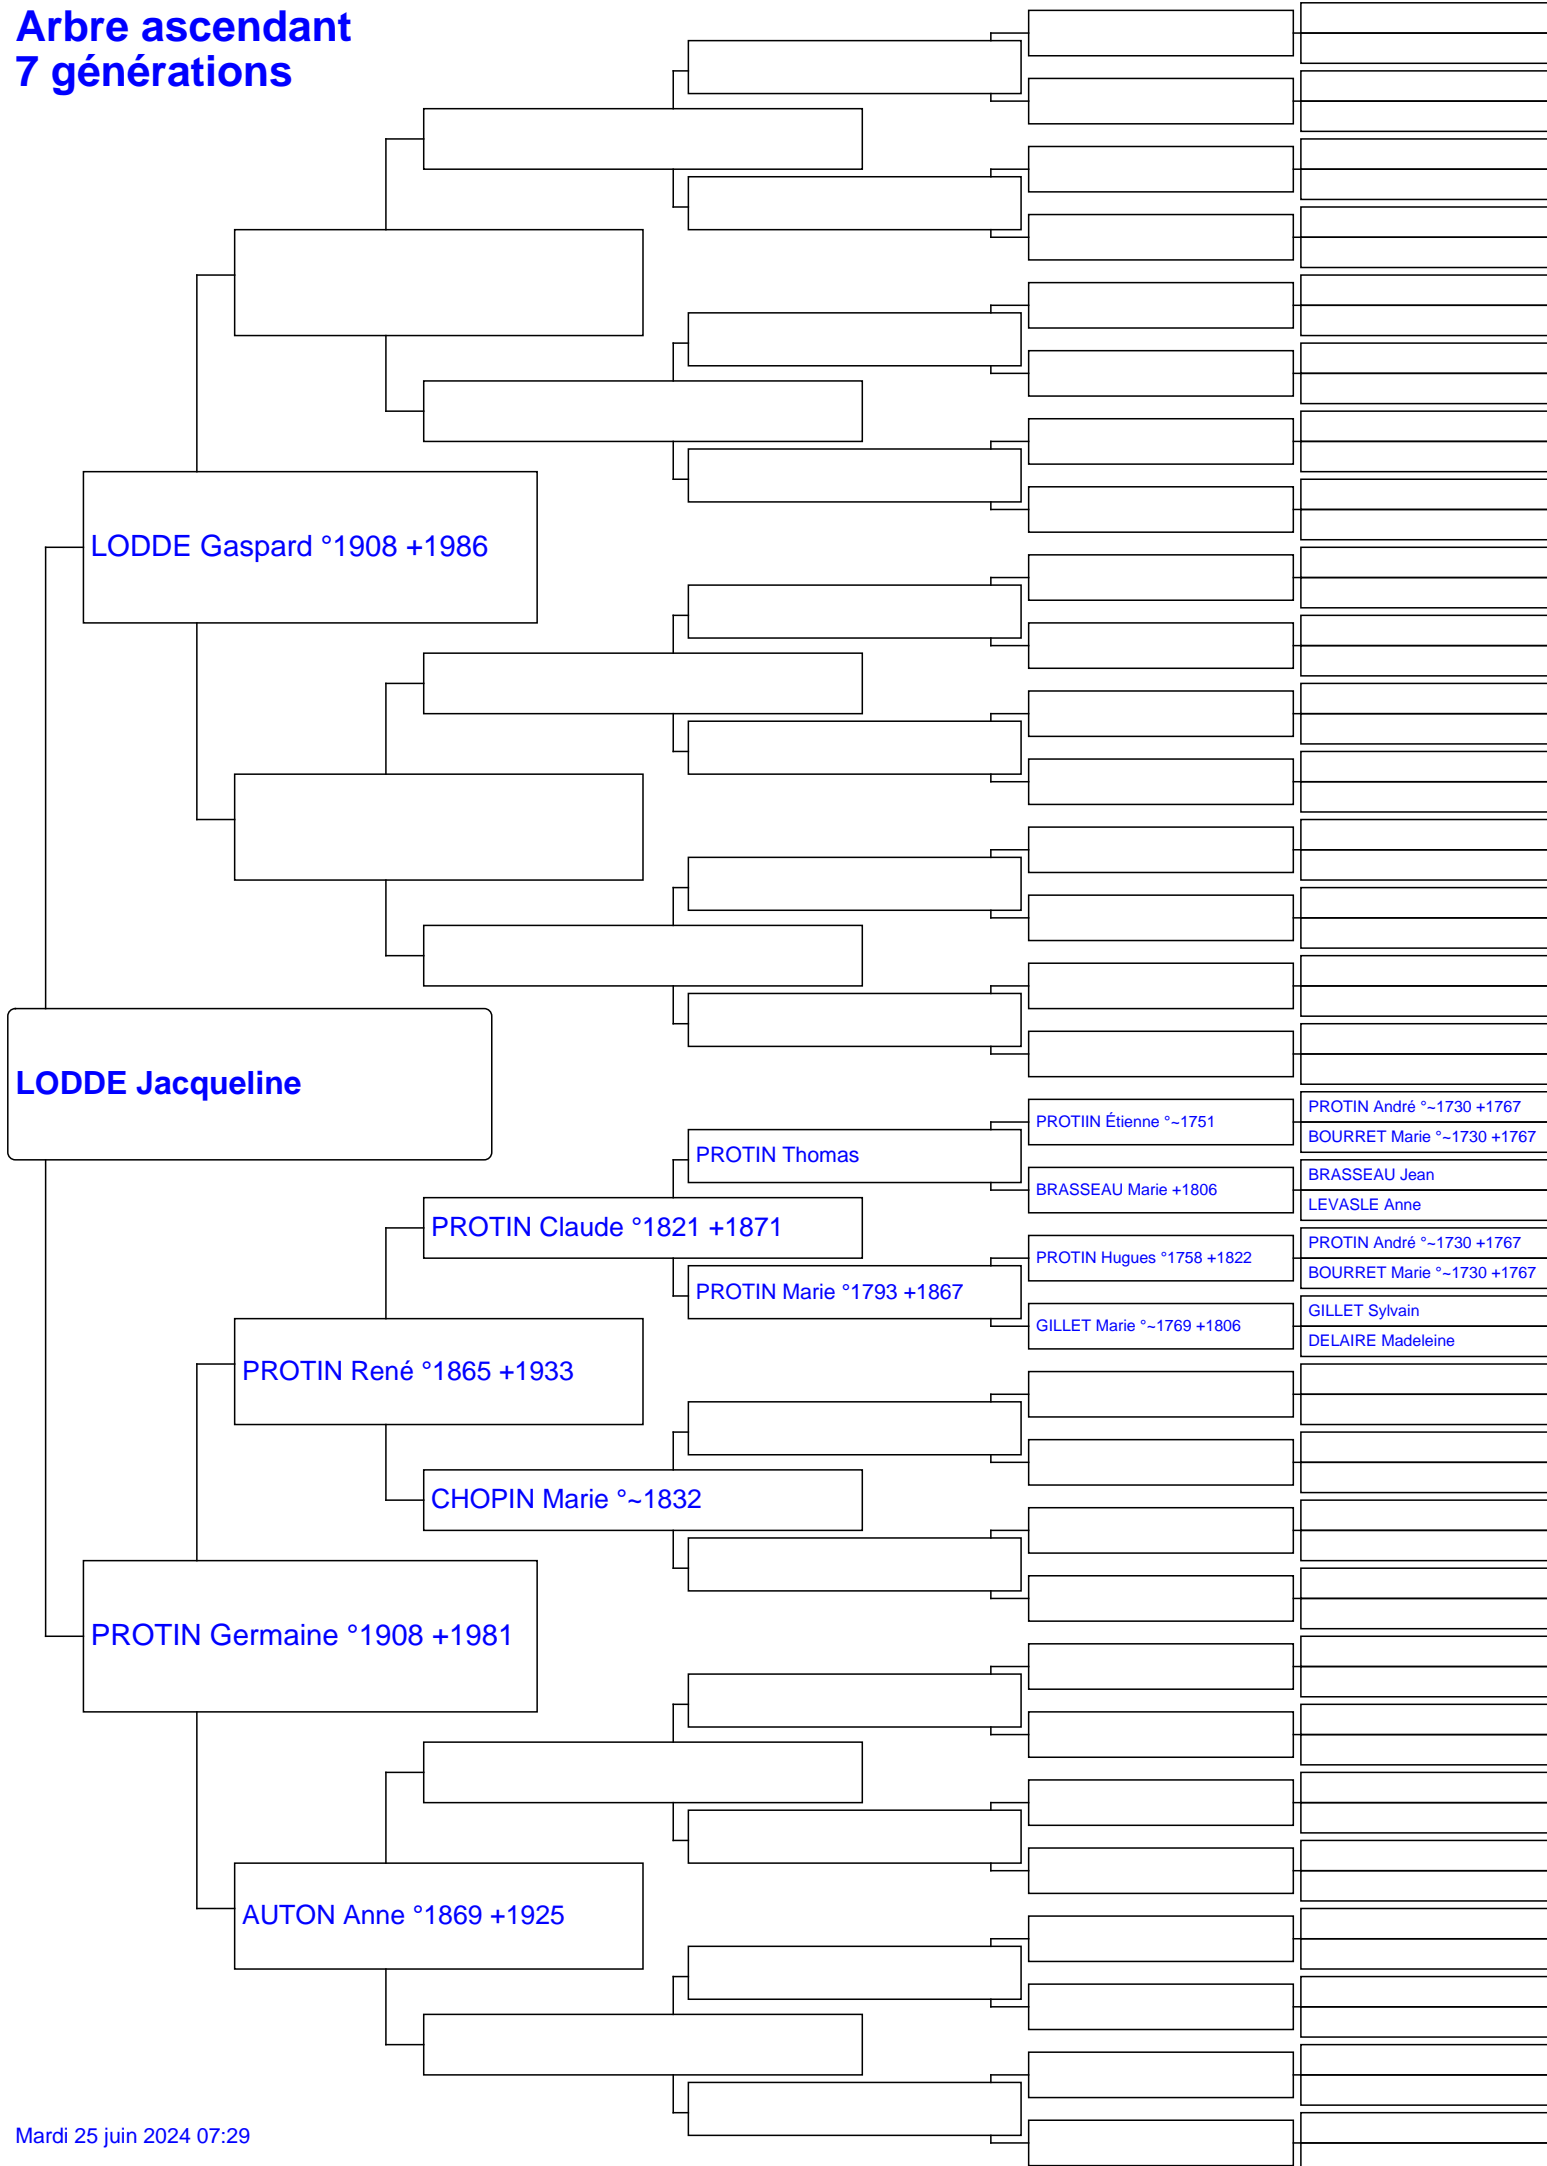 Arbre ascendant
7 générations
LODDE Gaspard °1908 +1986
LODDE Jacqueline
PROTIN André °~1730 +1767
PROTIIN Étienne °~1751
BOURRET Marie °~1730 +1767
PROTIN Thomas
BRASSEAU Jean
BRASSEAU Marie +1806
LEVASLE Anne
PROTIN Claude °1821 +1871
PROTIN André °~1730 +1767
PROTIN Hugues °1758 +1822
BOURRET Marie °~1730 +1767
PROTIN Marie °1793 +1867
GILLET Sylvain
GILLET Marie °~1769 +1806
DELAIRE Madeleine
PROTIN René °1865 +1933
CHOPIN Marie °~1832
PROTIN Germaine °1908 +1981
AUTON Anne °1869 +1925
Mardi 25 juin 2024 07:29